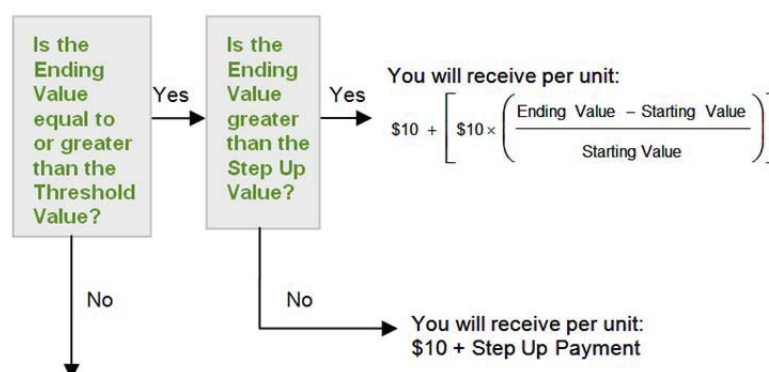 Is the
Ending
Value
equal to
or greater
than the
Threshold
Value?
Yes
Is the
Ending
Value
greater
than the
Step Up
Value?
Yes
You will receive per unit:
$10 + [ $10 × ( Ending Value – Starting Value
Starting Value ) ]
No
No
You will receive per unit:
$10 + Step Up Payment